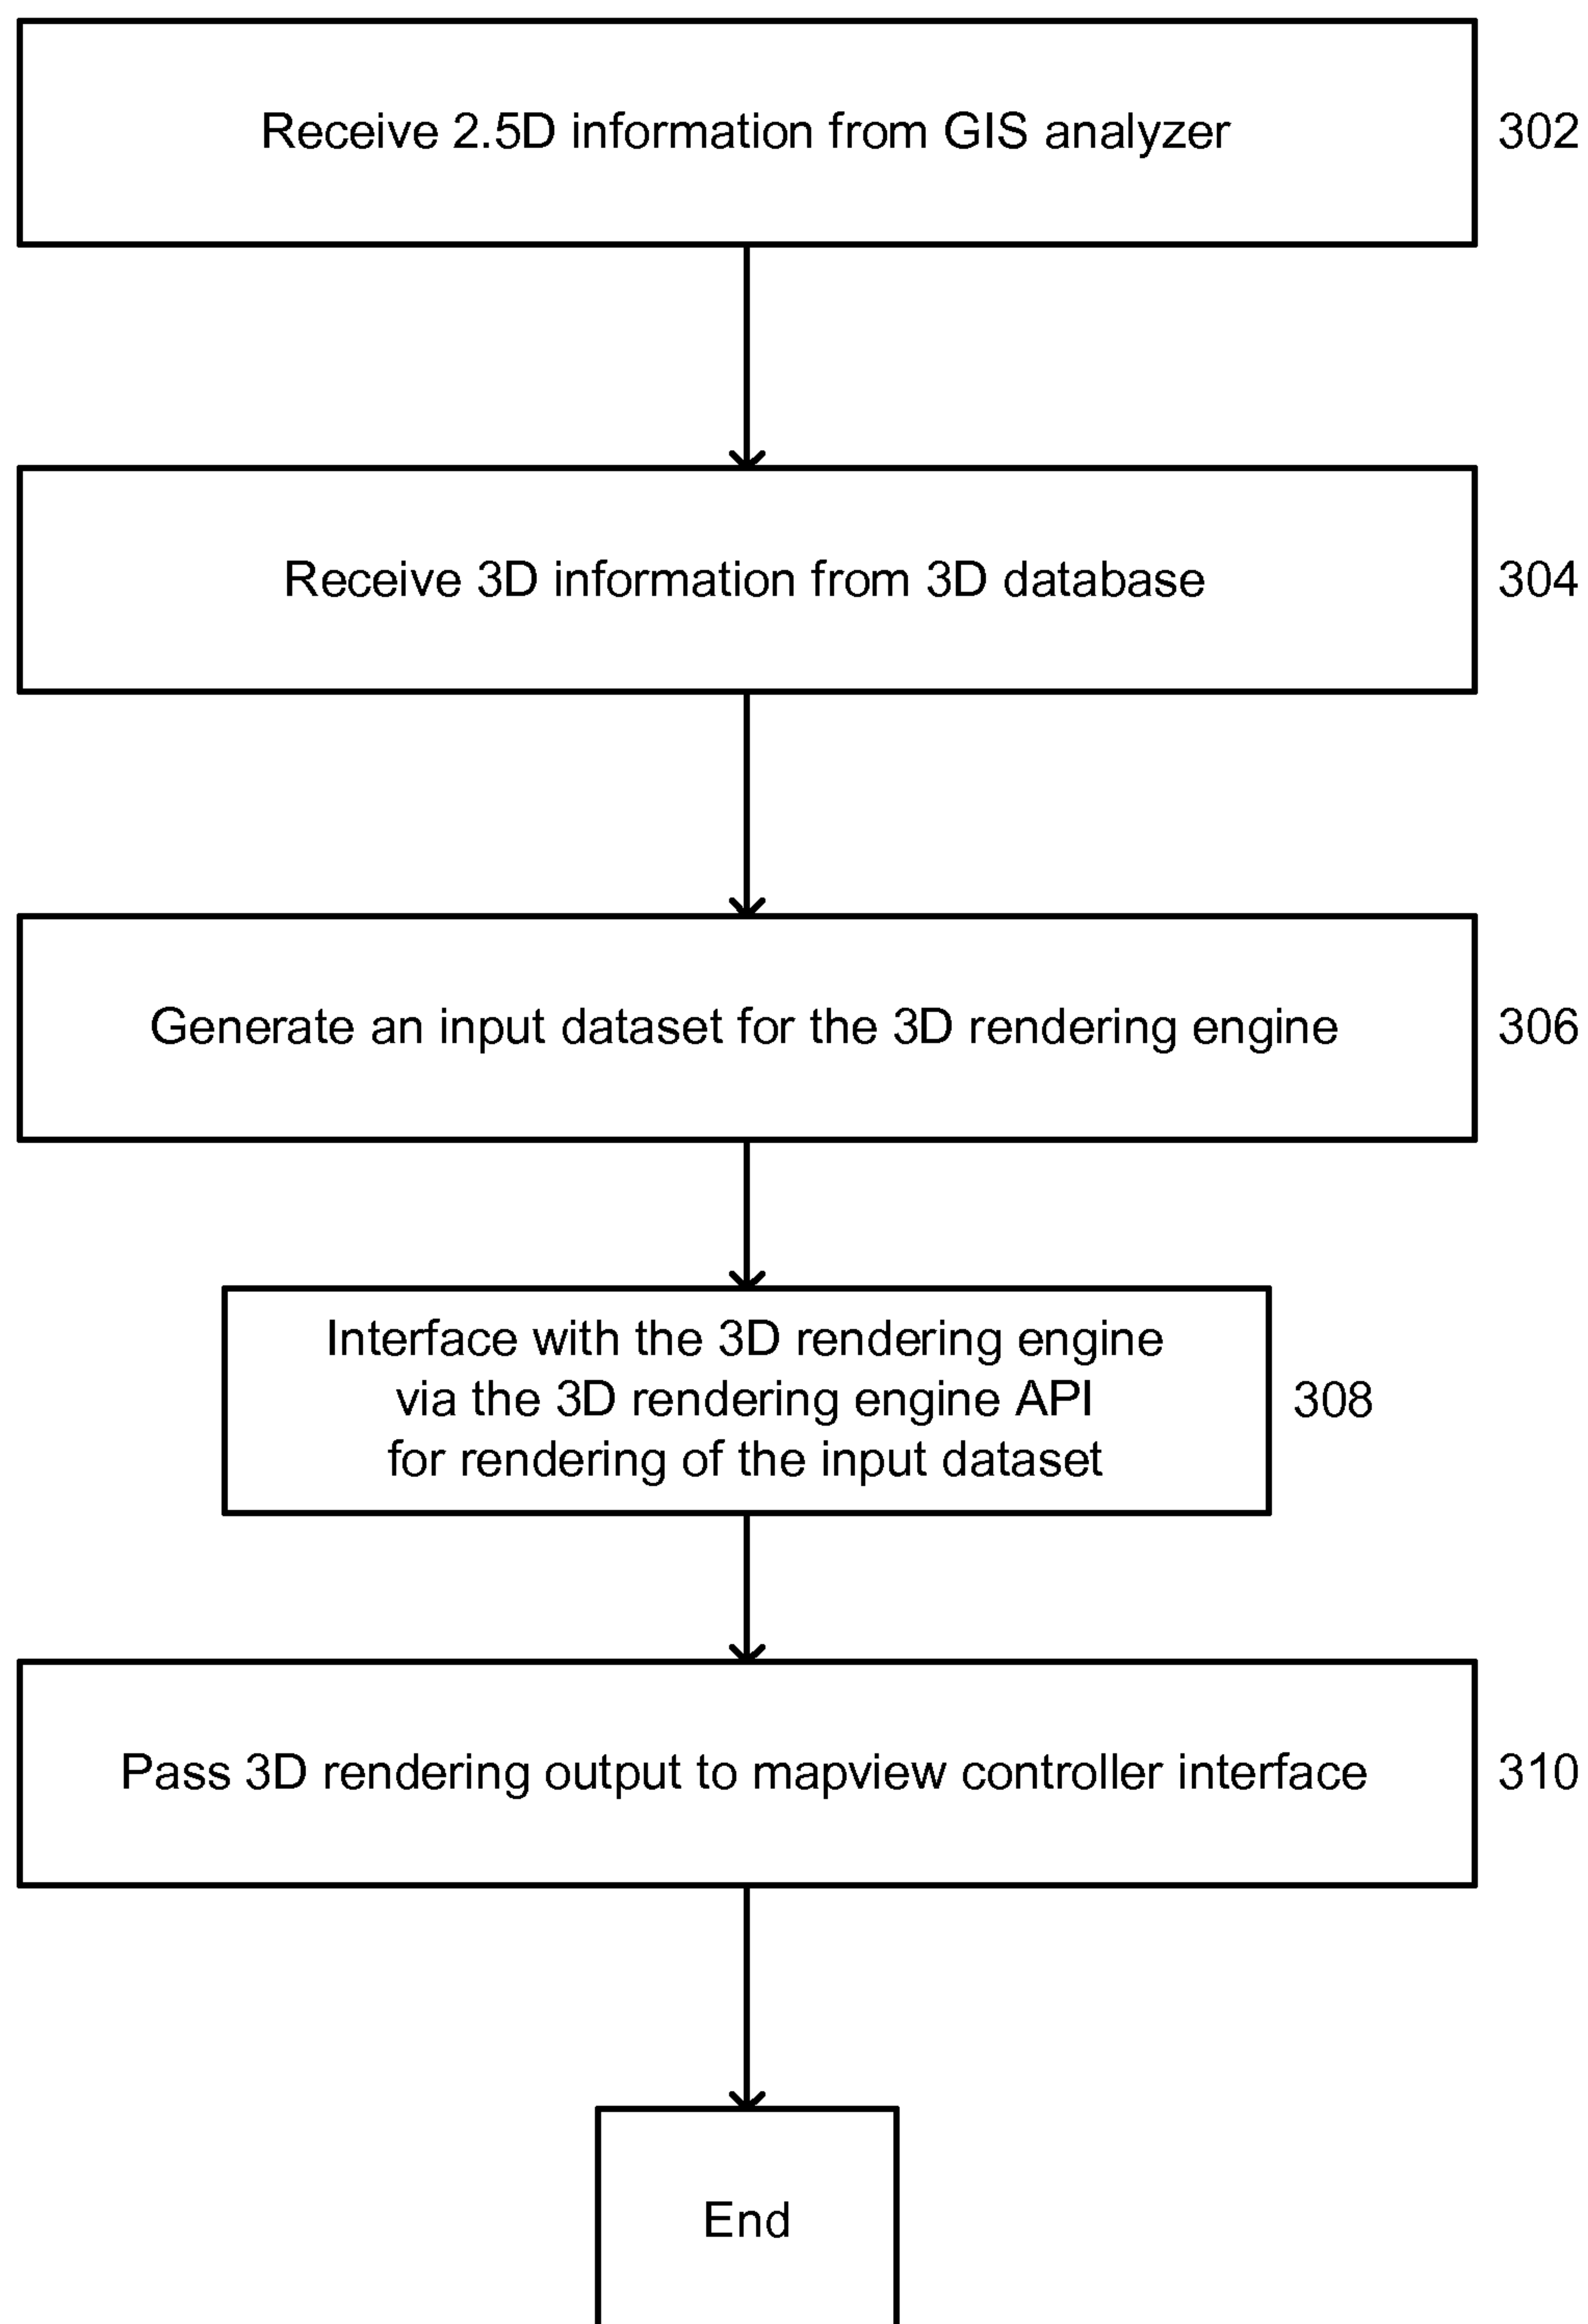 Receive 2.5D information from GIS analyzer
302
Receive 3D information from 3D database
304
Generate an input dataset for the 3D rendering engine
306
Interface with the 3D rendering engine
via the 3D rendering engine API
for rendering of the input dataset
308
Pass 3D rendering output to mapview controller interface
310
End